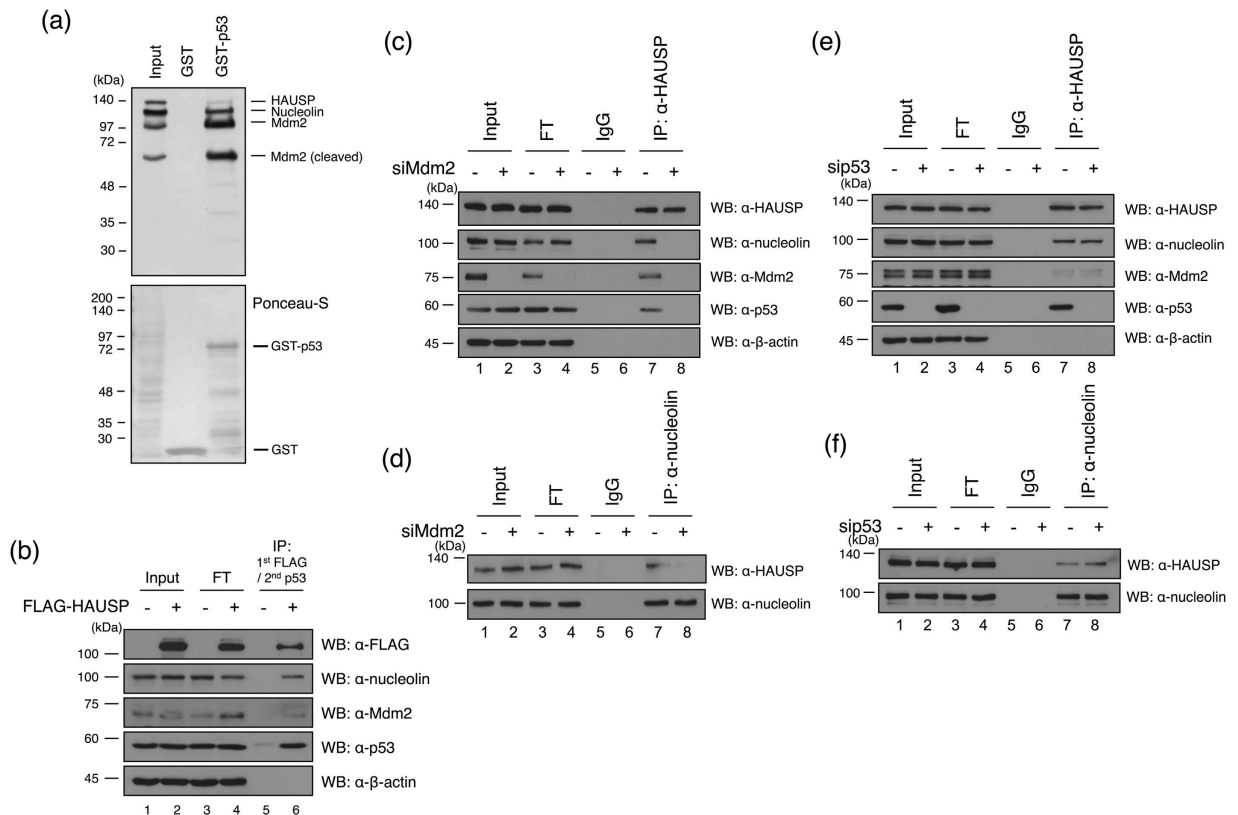 (a)
Input GST GST-p53
(kDa)
140 HAUSP
Nucleolin
97 Mdm2
72
Mdm2 (cleaved)
48
35
30
Ponceau-S
200
140
97
72 GST-p53
48
35
30
GST
(b)
IP:
1st FLAG
/ 2nd p53
Input FT
FLAG-HAUSP - + - + - +
(kDa)
100 WB: α-FLAG
100 WB: α-nucleolin
75 WB: α-Mdm2
60 WB: α-p53
45 WB: α-β-actin
1 2 3 4 5 6
(c)
Input FT IgG IP: α-HAUSP
siMdm2 - + - + - + - +
(kDa)
140 WB: α-HAUSP
100 WB: α-nucleolin
75 WB: α-Mdm2
60 WB: α-p53
45 WB: α-β-actin
1 2 3 4 5 6 7 8
(d)
Input FT IgG IP: α-nucleolin
siMdm2 - + - + - + - +
(kDa)
140 WB: α-HAUSP
100 WB: α-nucleolin
1 2 3 4 5 6 7 8
(e)
Input FT IgG IP: α-HAUSP
sip53 - + - + - + - +
(kDa)
140 WB: α-HAUSP
100 WB: α-nucleolin
75 WB: α-Mdm2
60 WB: α-p53
45 WB: α-β-actin
1 2 3 4 5 6 7 8
(f)
Input FT IgG IP: α-nucleolin
sip53 - + - + - + - +
(kDa)
140 WB: α-HAUSP
100 WB: α-nucleolin
1 2 3 4 5 6 7 8